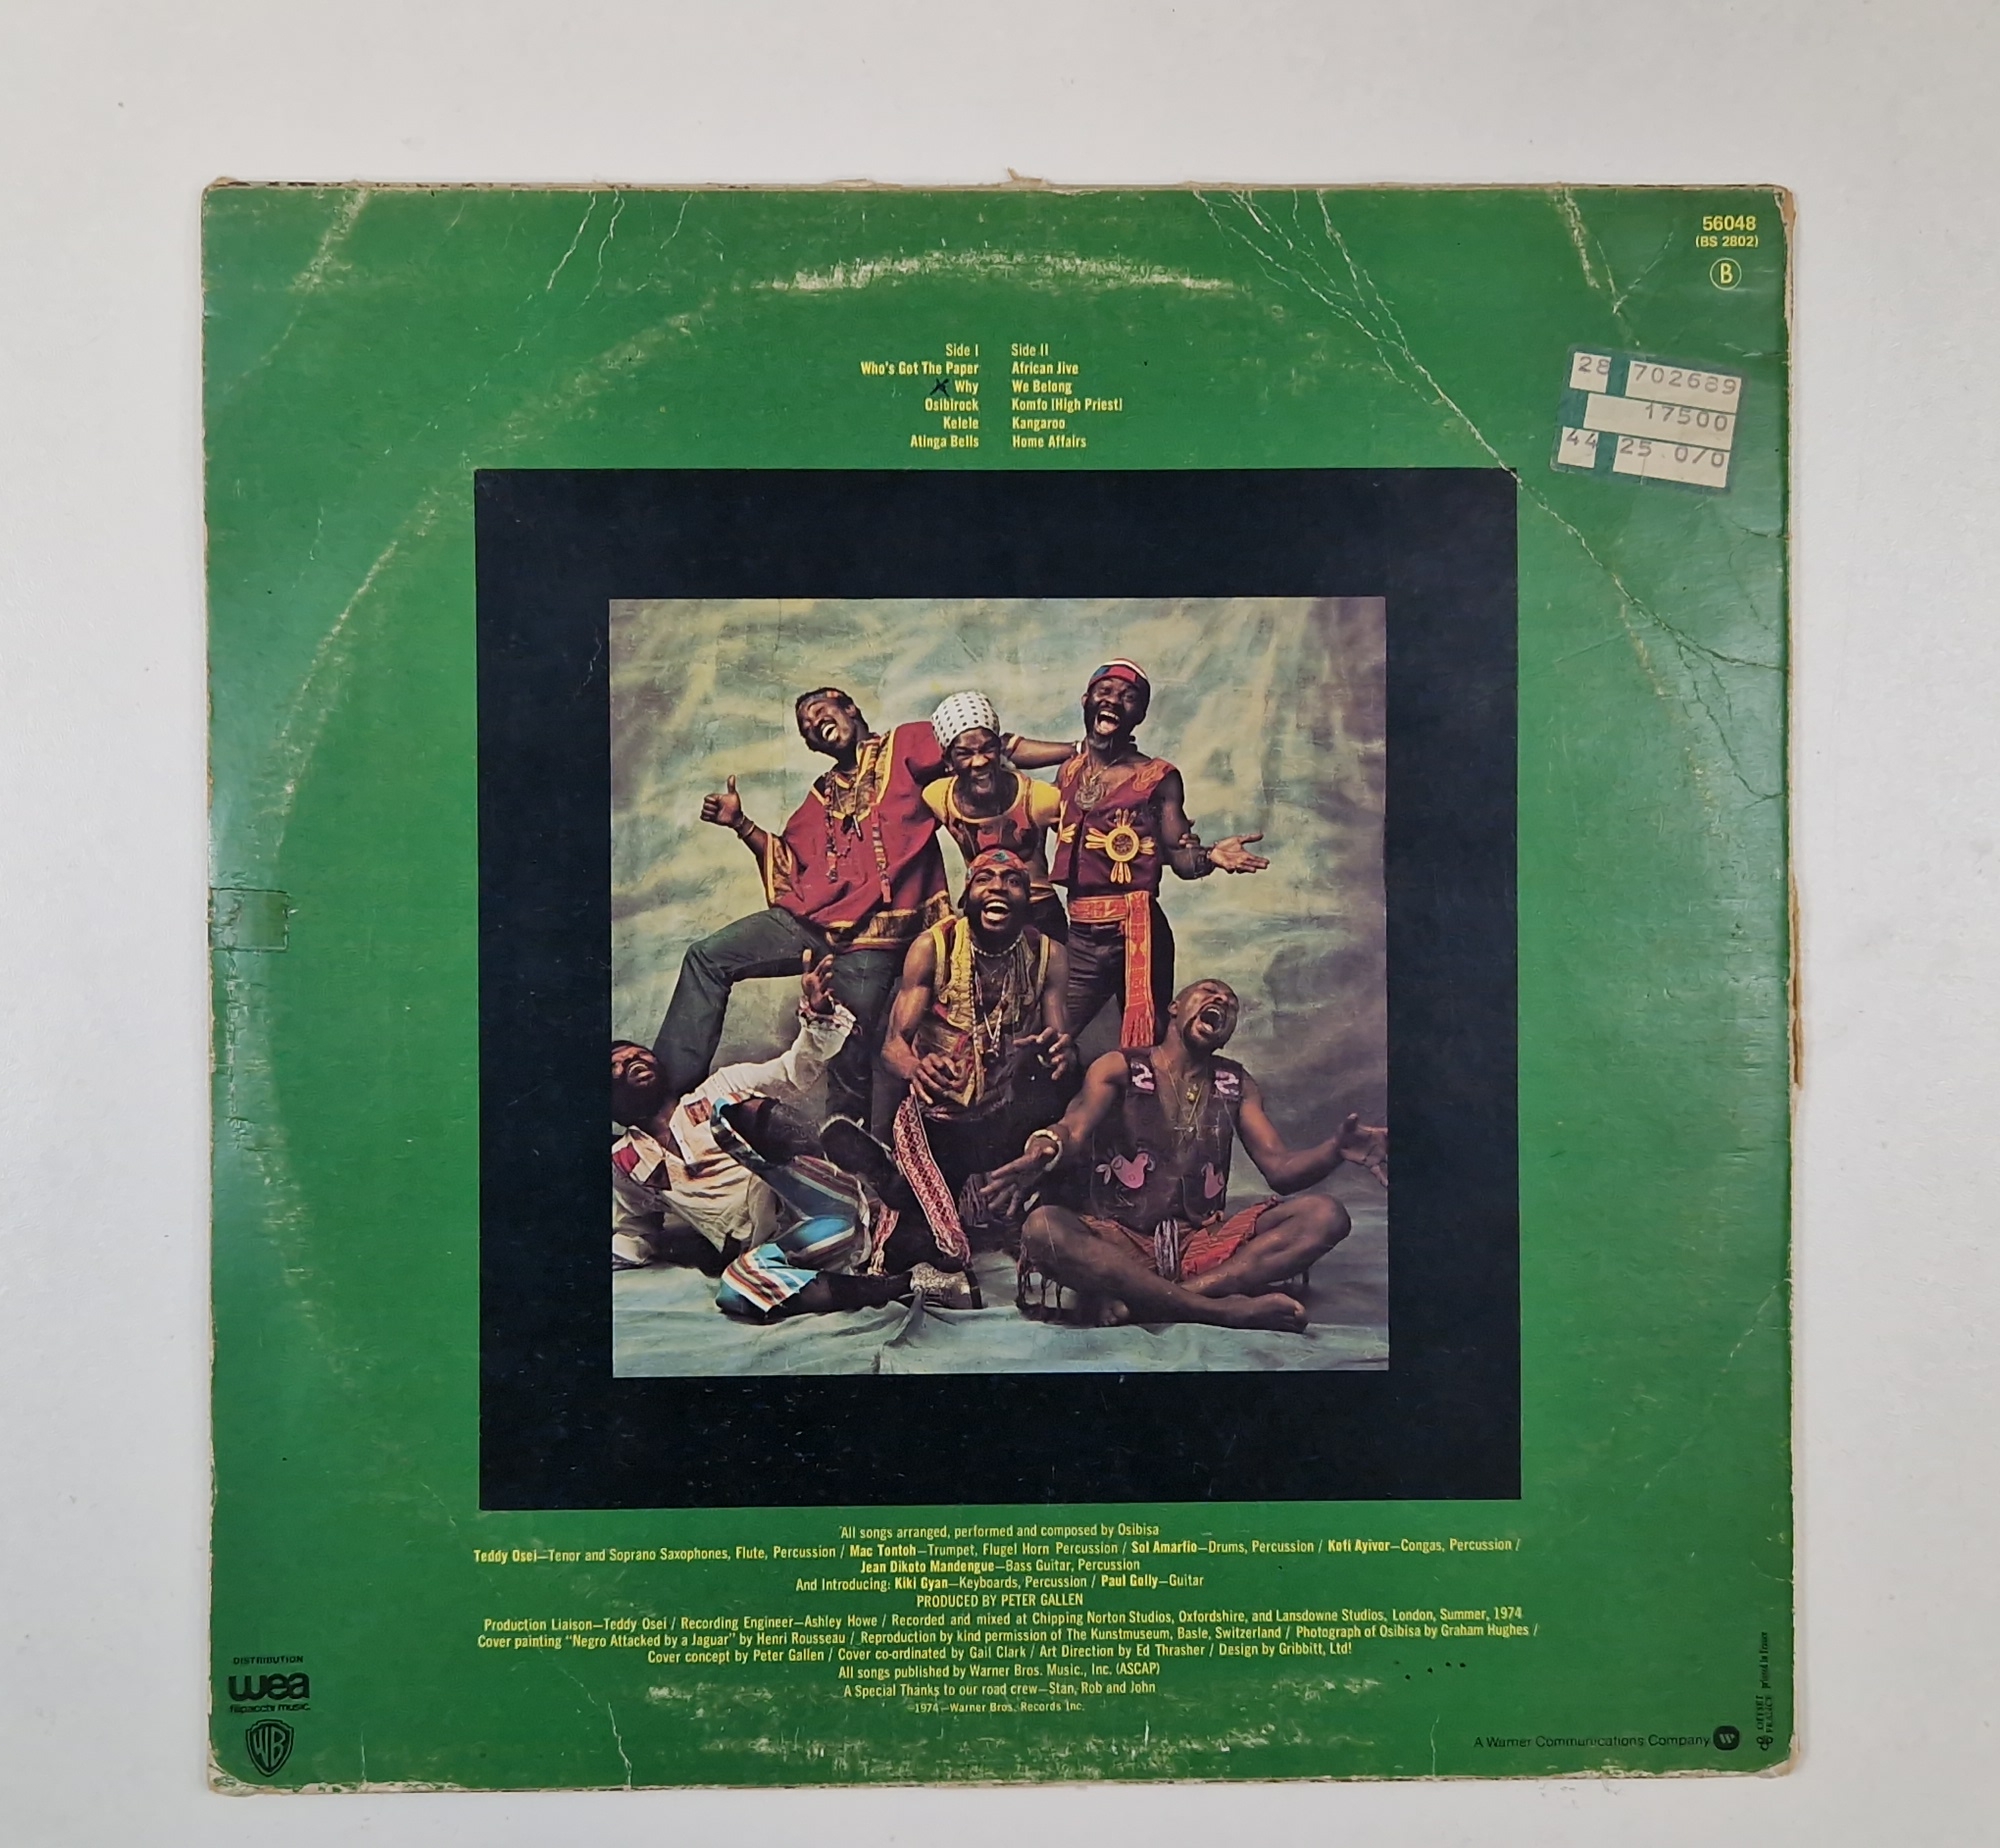 56048
(BS 2802)
B
Side I
Who's Got The Paper
Why
Osibirock
Kelele
Atinga Bells
Side II
African Jive
We Belong
Komfo [High Priest]
Kangaroo
Home Affairs
28 702689
17500
44 25 070
All songs arranged, performed and composed by Osibisa
Teddy Osei—Tenor and Soprano Saxophones, Flute, Percussion / Mac Tontoh—Trumpet, Flugel Horn Percussion / Sol Amarfio—Drums, Percussion / Kofi Ayivor—Congas, Percussion /
Jean Dikoto Mandengue—Bass Guitar, Percussion
And Introducing: Kiki Gyan—Keyboards, Percussion / Paul Golly—Guitar
PRODUCED BY PETER GALLEN
Production Liaison—Teddy Osei / Recording Engineer—Ashley Howe / Recorded and mixed at Chipping Norton Studios, Oxfordshire, and Lansdowne Studios, London, Summer, 1974
Cover painting "Negro Attacked by a Jaguar" by Henri Rousseau / Reproduction by kind permission of The Kunstmuseum, Basle, Switzerland / Photograph of Osibisa by Graham Hughes /
Cover concept by Peter Gallen / Cover co-ordinated by Gail Clark / Art Direction by Ed Thrasher / Design by Gribbitt, Ltd!
All songs published by Warner Bros. Music., Inc. (ASCAP)
A Special Thanks to our road crew—Stan, Rob and John
1974—Warner Bros. Records Inc.
DISTRIBUTION
wea
filipacchi music
WB
A Warner Communications Company
OFFSET
FRANCE printed in France